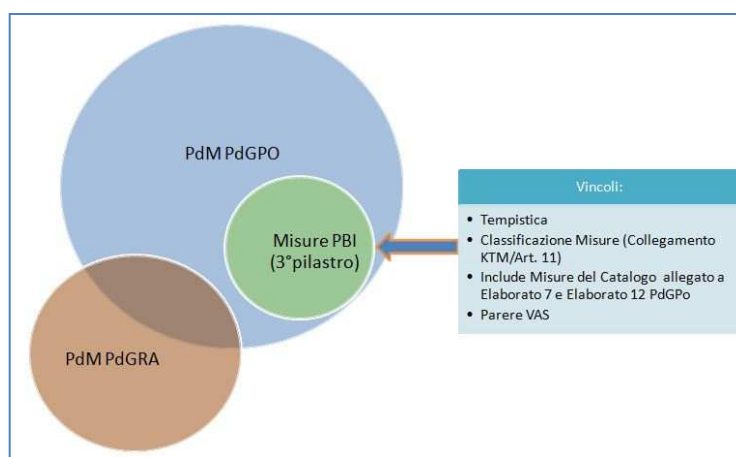 PdM PdGPO
Misure PBI
(3°pilastro)
PdM PdGRA
Vincoli:
• Tempistica
• Classificazione Misure (Collegamento
KTM/Art. 11)
• Include Misure del Catalogo allegato a
Elaborato 7 e Elaborato 12 PdGPo
• Parere VAS